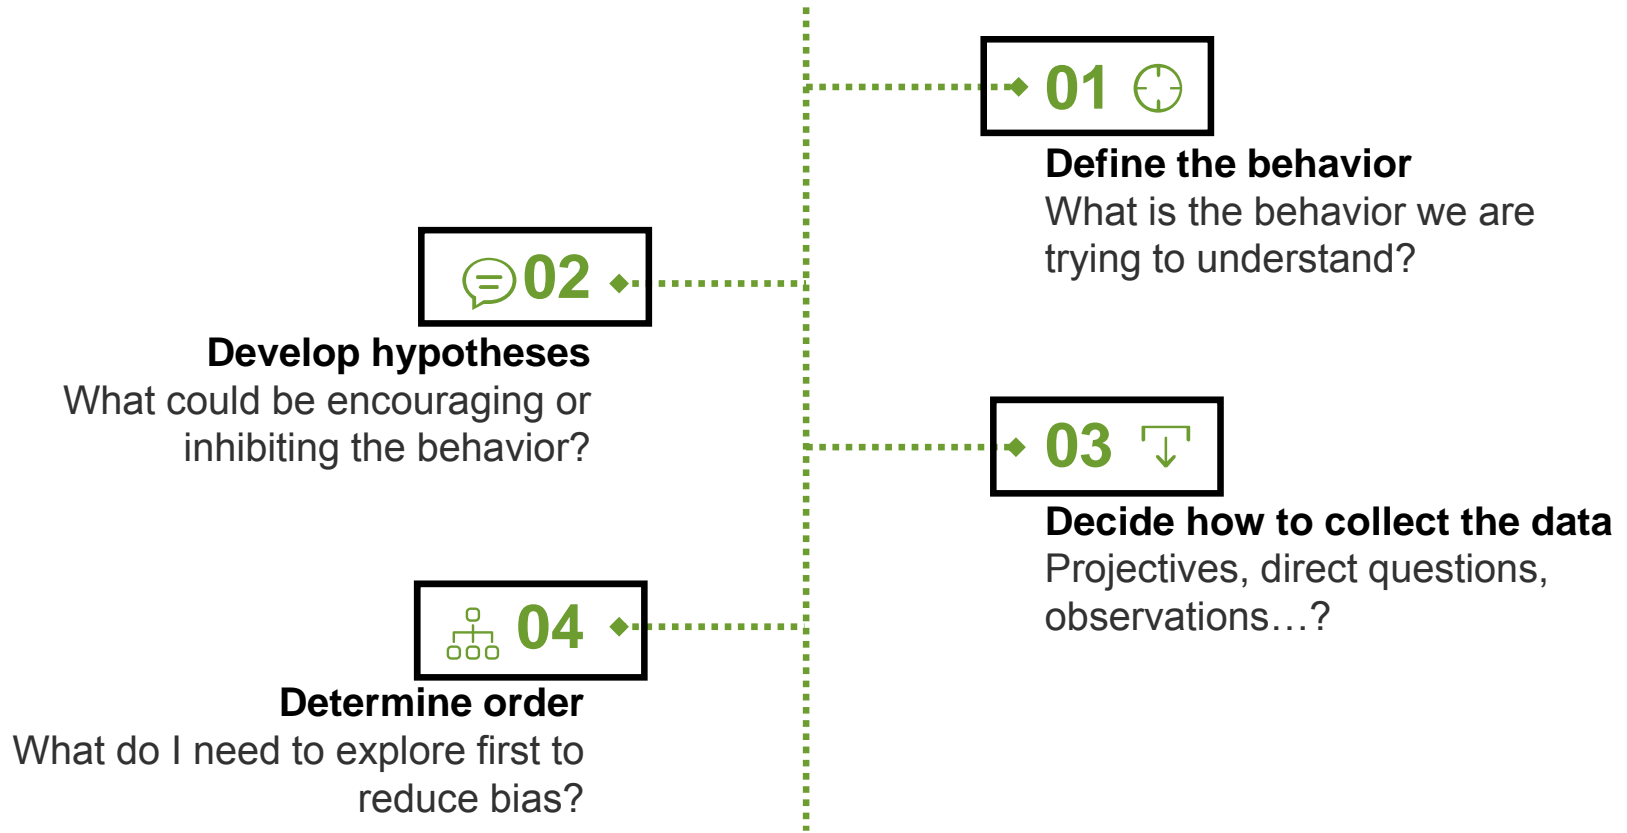 01
Define the behavior
What is the behavior we are
trying to understand?
02
Develop hypotheses
What could be encouraging or
inhibiting the behavior?
03
Decide how to collect the data
Projectives, direct questions,
observations…?
04
Determine order
What do I need to explore first to
reduce bias?